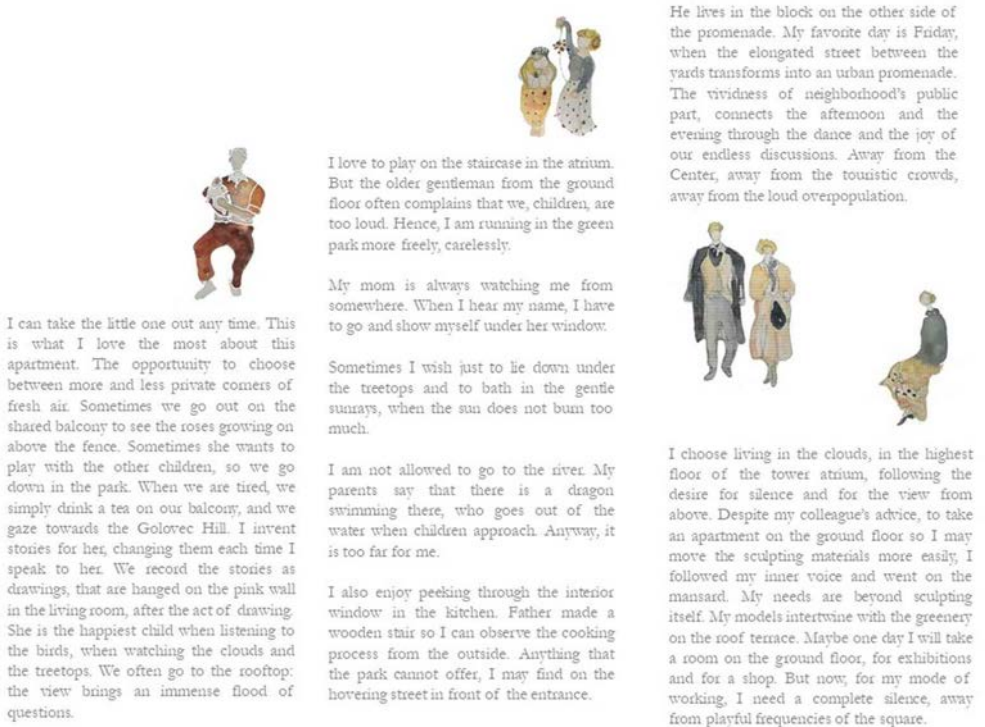 I can take the little one out any time. This
is what I love the most about this
apartment. The opportunity to choose
between more and less private corners of
fresh air. Sometimes we go out on the
shared balcony to see the roses growing on
above the fence. Sometimes she wants to
play with the other children, so we go
down in the park. When we are tired, we
simply drink a tea on our balcony, and we
gaze towards the Golovec Hill. I invent
stories for her, changing them each time I
speak to her. We record the stories as
drawings, that are hanged on the pink wall
in the living room, after the act of drawing.
She is the happiest child when listening to
the birds, when watching the clouds and
the treetops. We often go to the rooftop:
the view brings an immense flood of
questions.
I love to play on the staircase in the atrium.
But the older gentleman from the ground
floor often complains that we, children, are
too loud. Hence, I am running in the green
park more freely, carelessly.
My mom is always watching me from
somewhere. When I hear my name, I have
to go and show myself under her window.
Sometimes I wish just to lie down under
the treetops and to bath in the gentle
sunrays, when the sun does not burn too
much.
I am not allowed to go to the river. My
parents say that there is a dragon
swimming there, who goes out of the
water when children approach. Anyway, it
is too far for me.
I also enjoy peeking through the interior
window in the kitchen. Father made a
wooden stair so I can observe the cooking
process from the outside. Anything that
the park cannot offer, I may find on the
hovering street in front of the entrance.
He lives in the block on the other side of
the promenade. My favorite day is Friday,
when the elongated street between the
yards transforms into an urban promenade.
The vividness of neighborhood's public
part, connects the afternoon and the
evening through the dance and the joy of
our endless discussions. Away from the
Center, away from the touristic crowds,
away from the loud overpopulation.
I choose living in the clouds, in the highest
floor of the tower atrium, following the
desire for silence and for the view from
above. Despite my colleague's advice, to take
an apartment on the ground floor so I may
move the sculpting materials more easily, I
followed my inner voice and went on the
mansard. My needs are beyond sculpting
itself. My models intertwine with the greenery
on the roof terrace. Maybe one day I will take
a room on the ground floor, for exhibitions
and for a shop. But now, for my mode of
working, I need a complete silence, away
from playful frequencies of the square.